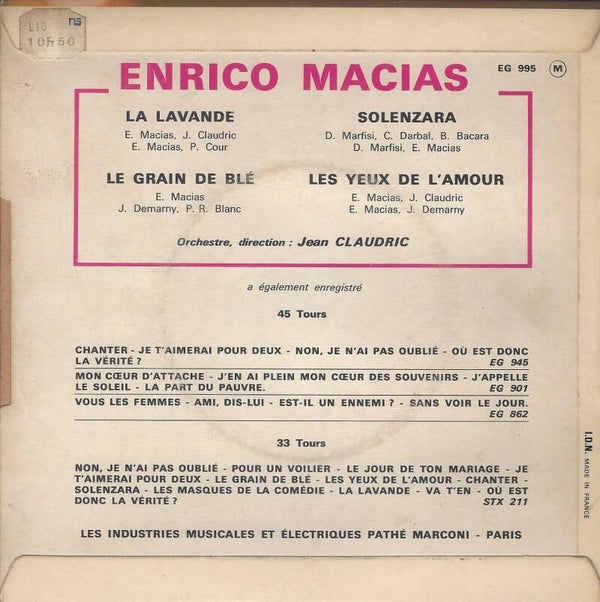 L10 NS
10F50
ENRICO MACIAS
EG 995 M
LA LAVANDE
E. Macias, J. Claudric
E. Macias, P. Cour
SOLENZARA
D. Marfisi, C. Darbal, B. Bacara
D. Marfisi, E. Macias
LE GRAIN DE BLÉ
E. Macias
J. Demarny, P. R. Blanc
LES YEUX DE L'AMOUR
E. Macias, J. Claudric
E. Macias, J. Demarny
Orchestre, direction : Jean CLAUDRIC
a également enregistré
45 Tours
CHANTER - JE T'AIMERAI POUR DEUX - NON, JE N'AI PAS OUBLIÉ - OÙ EST DONC
LA VÉRITÉ ? EG 945
MON CŒUR D'ATTACHE - J'EN AI PLEIN MON CŒUR DES SOUVENIRS - J'APPELLE
LE SOLEIL - LA PART DU PAUVRE. EG 901
VOUS LES FEMMES - AMI, DIS-LUI - EST-IL UN ENNEMI ? - SANS VOIR LE JOUR.
EG 862
33 Tours
NON, JE N'AI PAS OUBLIÉ - POUR UN VOILIER - LE JOUR DE TON MARIAGE - JE
T'AIMERAI POUR DEUX - LE GRAIN DE BLÉ - LES YEUX DE L'AMOUR - CHANTER -
SOLENZARA - LES MASQUES DE LA COMÉDIE - LA LAVANDE - VA T'EN - OÙ EST
DONC LA VÉRITÉ ? STX 211
LES INDUSTRIES MUSICALES ET ÉLECTRIQUES PATHÉ MARCONI - PARIS
I.D.N. MADE IN FRANCE